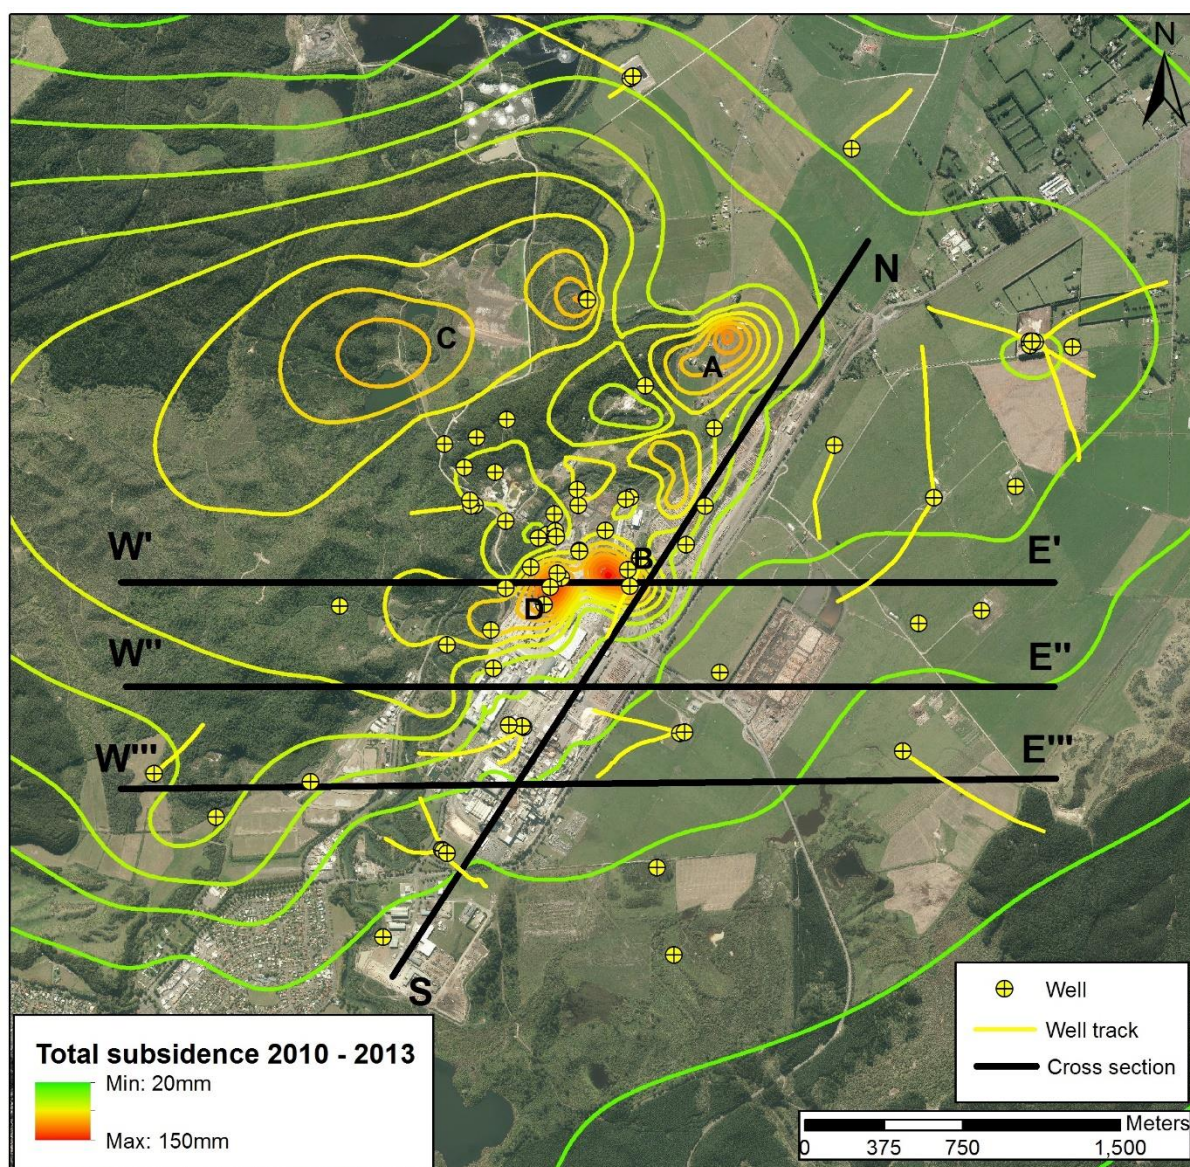 N
N
C
A
W'
B
E'
D
W"
E"
W'"
E'"
S
Well
Well track
Cross section
Total subsidence 2010 - 2013
Min: 20mm
Max: 150mm
Meters
0 375 750 1,500